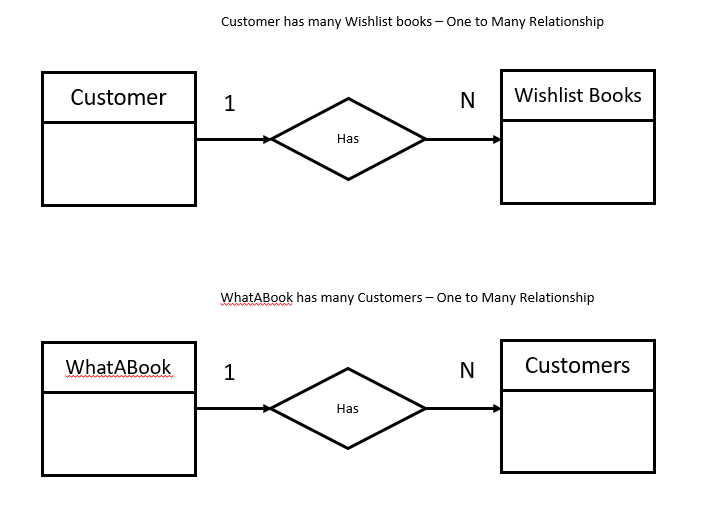 Customer has many Wishlist books – One to Many Relationship
Customer
1
Has
N
Wishlist Books
WhatABook has many Customers – One to Many Relationship
WhatABook
1
Has
N
Customers